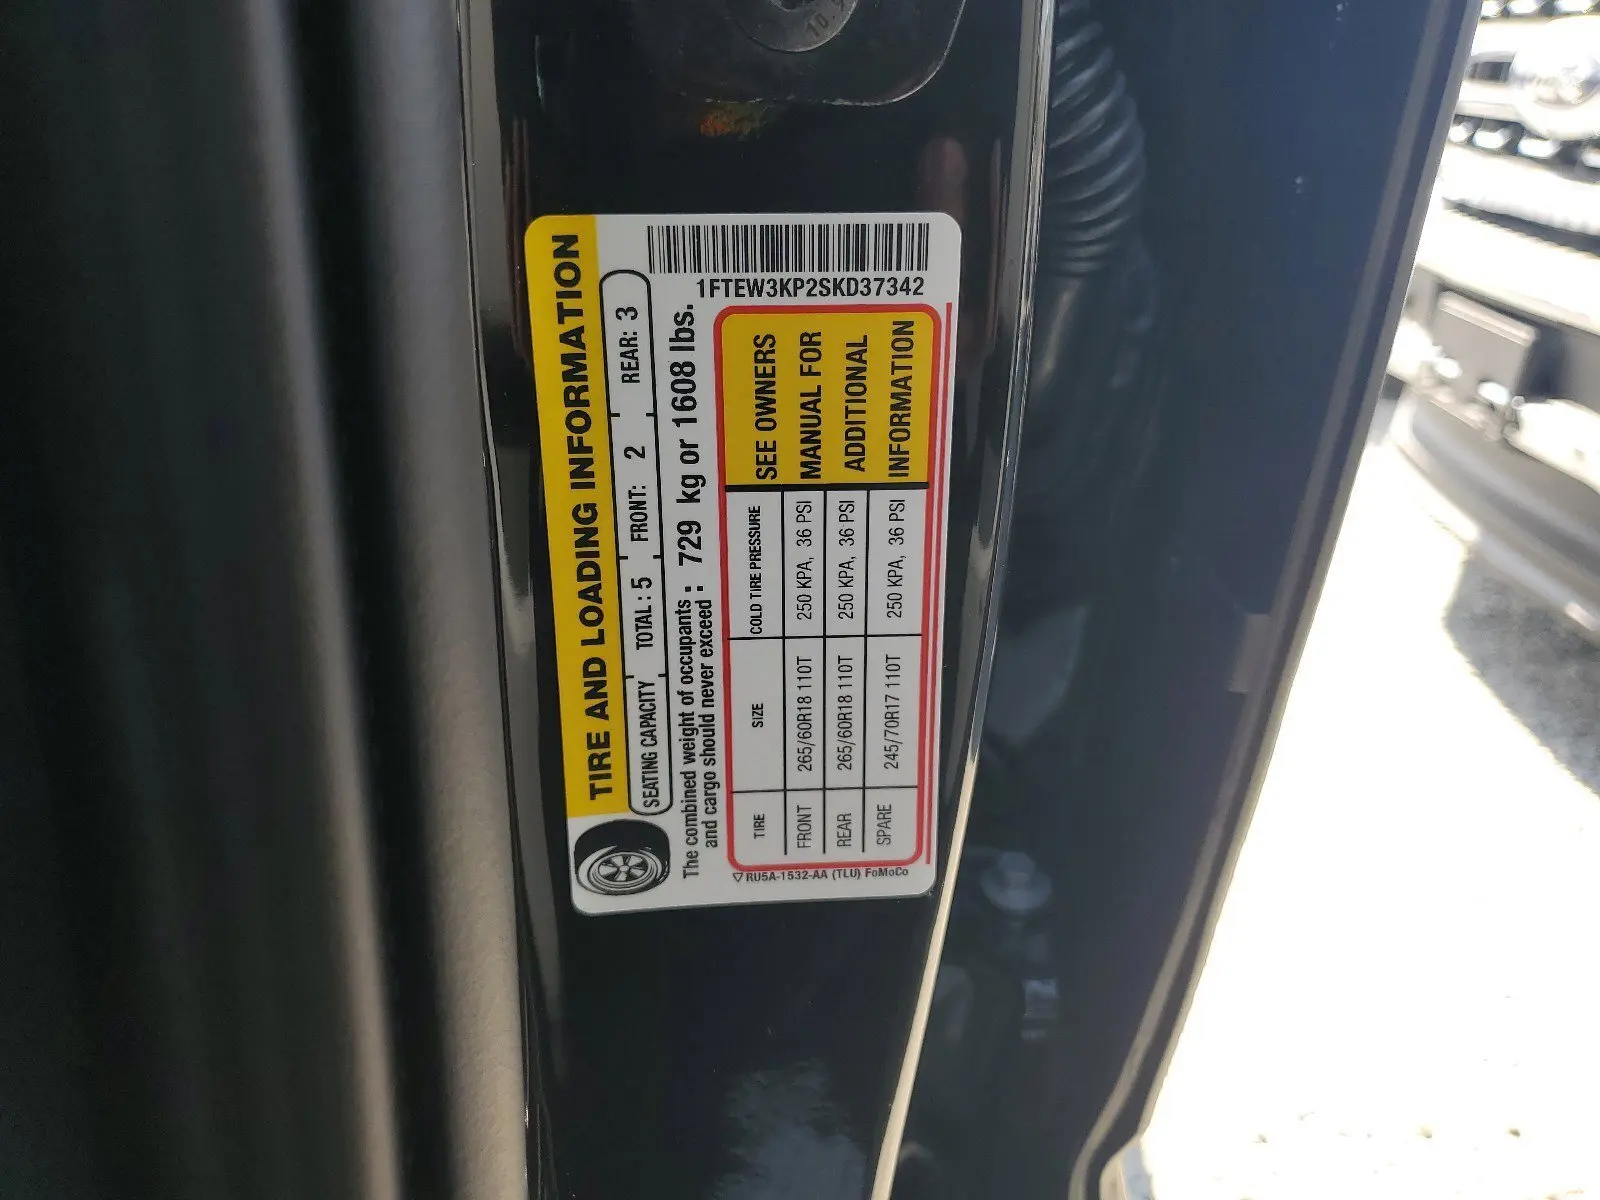 TIRE AND LOADING INFORMATION
SEATING CAPACITY TOTAL: 5 FRONT: 2 REAR: 3
The combined weight of occupants : 729 kg or 1608 lbs.
and cargo should never exceed :
1FTEW3KP2SKD37342
TIRE SIZE COLD TIRE PRESSURE
FRONT 265/60R18 110T 250 KPA, 36 PSI
REAR 265/60R18 110T 250 KPA, 36 PSI
SPARE 245/70R17 110T 250 KPA, 36 PSI
SEE OWNERS
MANUAL FOR
ADDITIONAL
INFORMATION
RU5A-1532-AA (TLU) FoMoCo